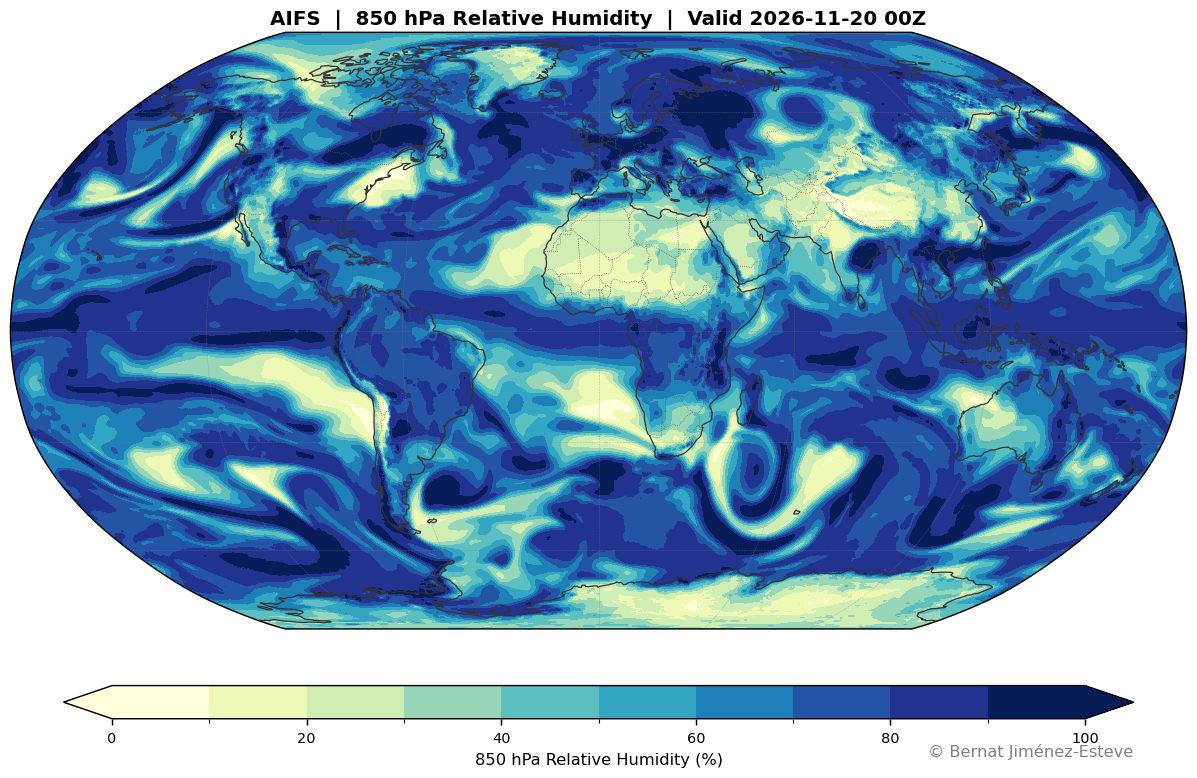 AIFS | 850 hPa Relative Humidity | Valid 2026-11-20 00Z
0 20 40 60 80 100
850 hPa Relative Humidity (%)
© Bernat Jiménez-Esteve